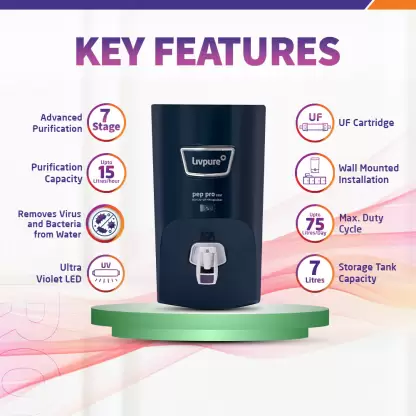 KEY FEATURES
Advanced
Purification
7
Stage
Purification
Capacity
Upto
15
Litres/hour
Removes Virus
and Bacteria
from Water
Ultra
Violet LED
UV
Livpure
pep pro
UF
UF Cartridge
Wall Mounted
Installation
Upto
75
Litres/Day
Max. Duty
Cycle
7
Litres
Storage Tank
Capacity